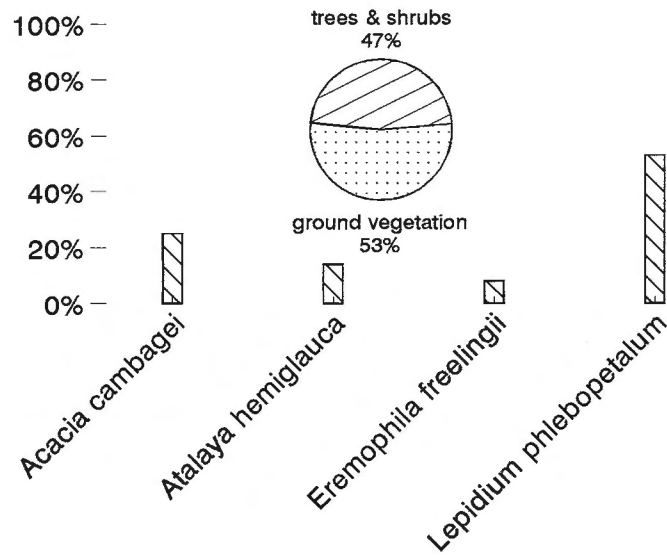 100%
80%
60%
40%
20%
0%
trees & shrubs
47%
ground vegetation
53%
Acacia cambagei
Atalaya hemiglauca
Eremophila freelingii
Lepidium phlebopetalum